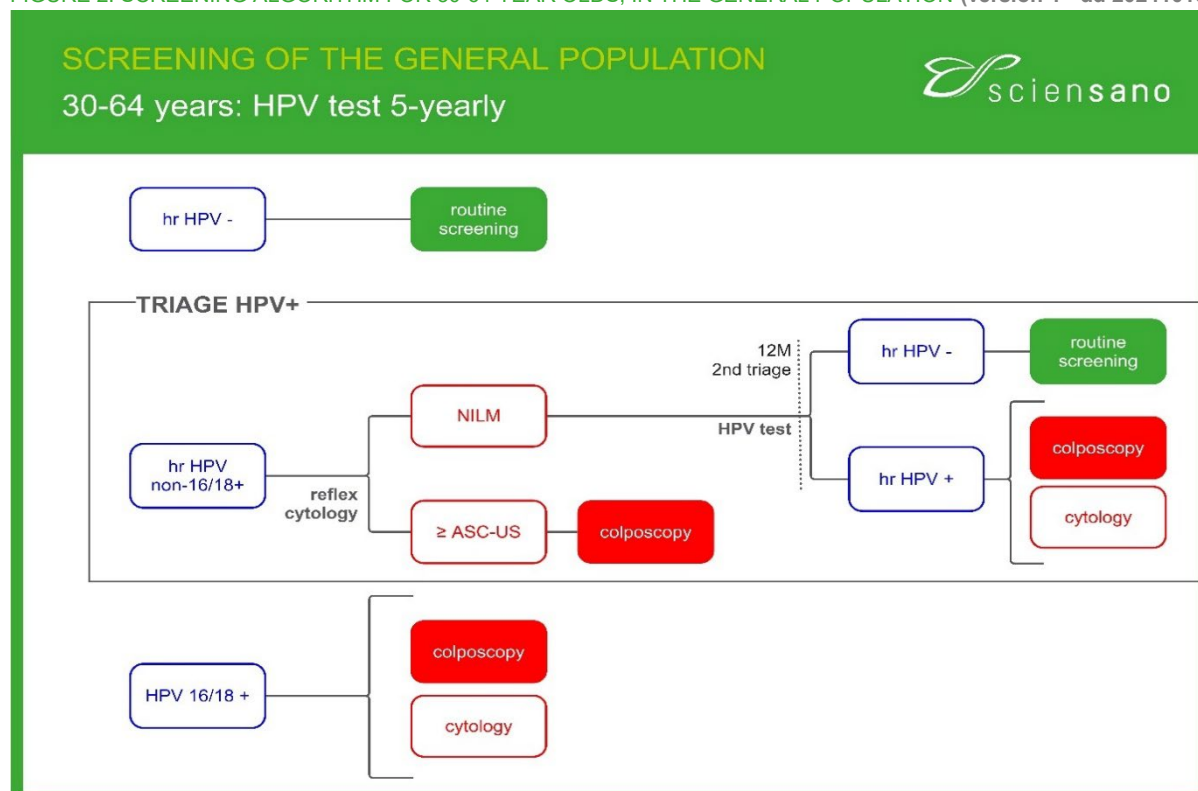 SCREENING OF THE GENERAL POPULATION
30-64 years: HPV test 5-yearly
sciensano
hr HPV -
routine
screening
TRIAGE HPV+
hr HPV
non-16/18+
reflex
cytology
NILM
≥ ASC-US
colposcopy
12M
2nd triage
HPV test
hr HPV -
routine
screening
hr HPV +
colposcopy
cytology
HPV 16/18 +
colposcopy
cytology